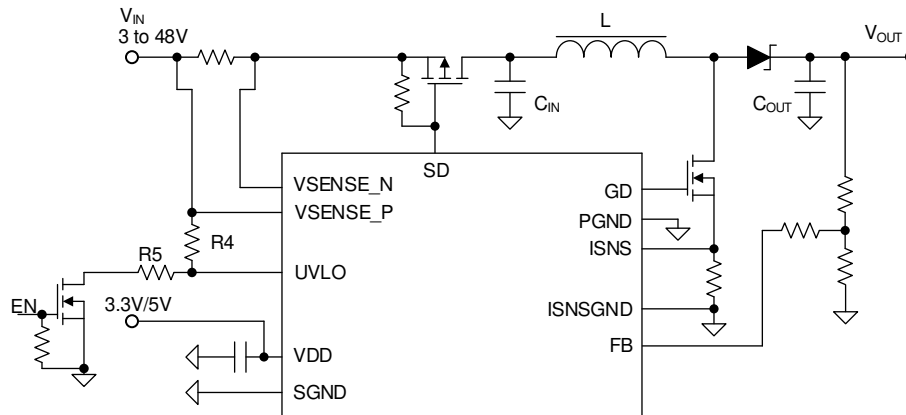 VIN
3 to 48V
L
VOUT
CIN
COUT
SD
VSENSE_N
VSENSE_P
GD
PGND
R4
R5
UVLO
ISNS
EN
3.3V/5V
ISNSGND
VDD
FB
SGND